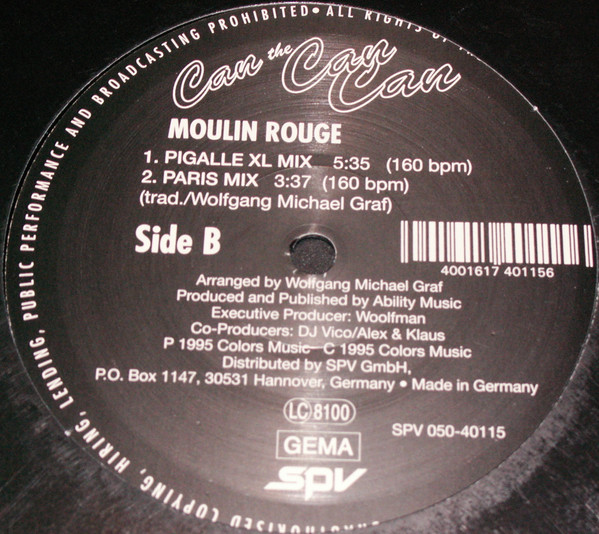 LENDING, PUBLIC PERFORMANCE AND BROADCASTING PROHIBITED • ALL RIGHTS OF
Can the Can Can
MOULIN ROUGE
1. PIGALLE XL MIX 5:35 (160 bpm)
2. PARIS MIX 3:37 (160 bpm)
(trad./Wolfgang Michael Graf)
Side B
4001617 401156
Arranged by Wolfgang Michael Graf
Produced and Published by Ability Music
Executive Producer: Woolfman
Co-Producers: DJ Vico/Alex & Klaus
P 1995 Colors Music - C 1995 Colors Music
Distributed by SPV GmbH,
P.O. Box 1147, 30531 Hannover, Germany • Made in Germany
LC 8100
GEMA
SPV 050-40115
SPV
COPYING, HIRING,